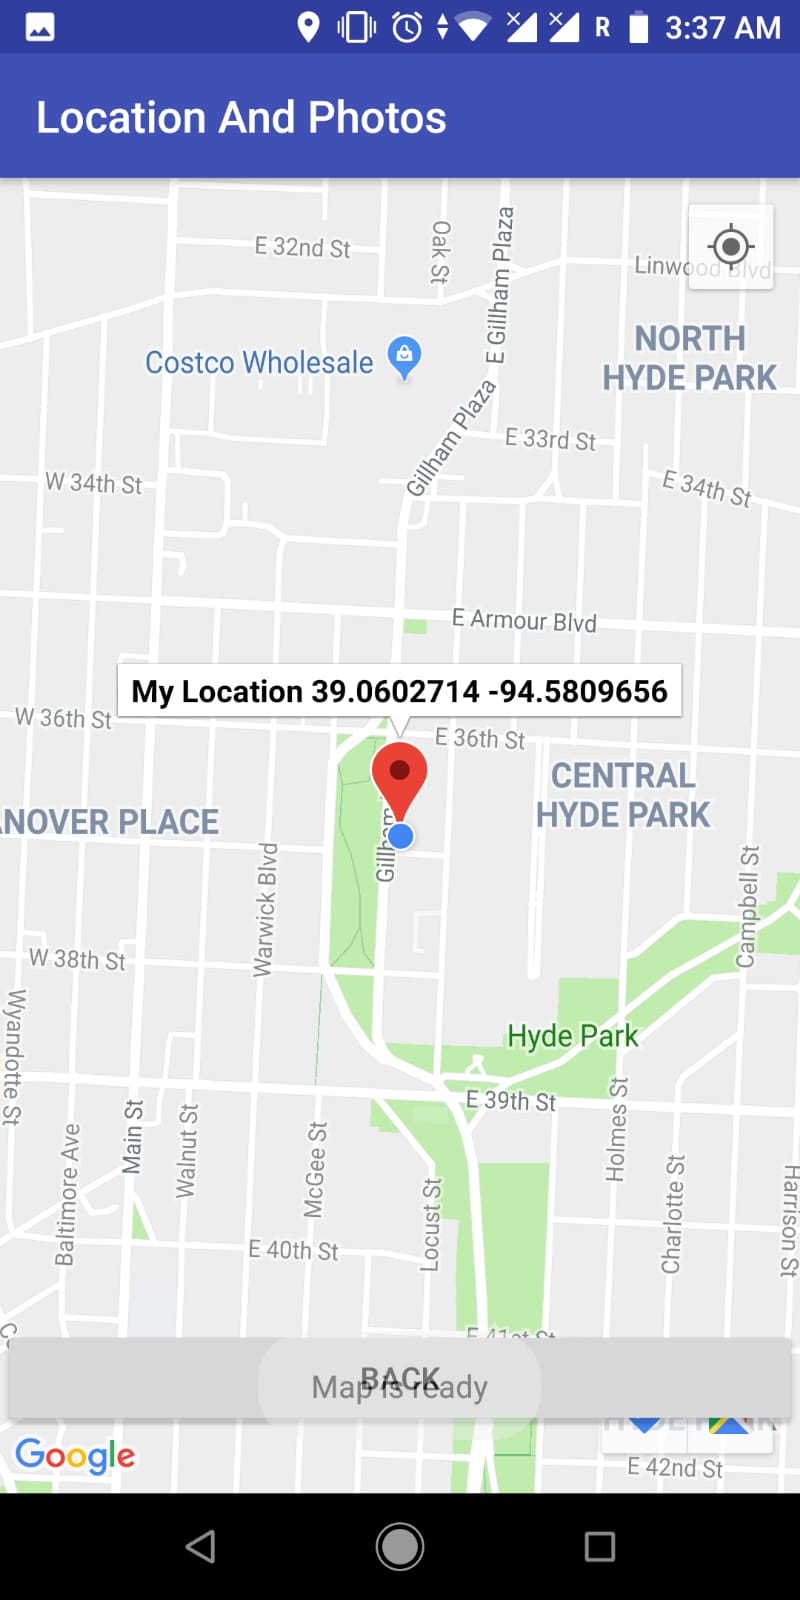 R 3:37 AM
Location And Photos
E 32nd St
Oak St
E Gillham Plaza
Linwood Blvd
NORTH
HYDE PARK
Costco Wholesale
Gillham Plaza
E 33rd St
W 34th St
E 34th St
E Armour Blvd
My Location 39.0602714 -94.5809656
W 36th St
E 36th St
CENTRAL
HYDE PARK
NOVER PLACE
Gillham
Warwick Blvd
Campbell St
W 38th St
Wyandotte St
Hyde Park
E 39th St
Main St
Walnut St
McGee St
Holmes St
Baltimore Ave
Locust St
Charlotte St
Harrison St
E 40th St
E 41st St
BACK
Map is ready
HYDE PARK
Google
E 42nd St